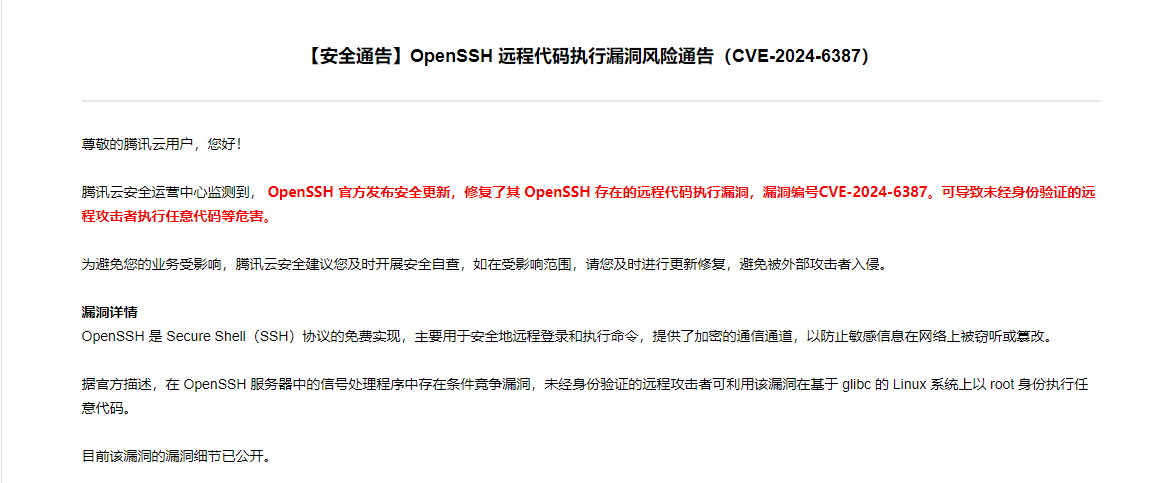 【安全通告】OpenSSH 远程代码执行漏洞风险通告（CVE-2024-6387）
尊敬的腾讯云用户，您好！
腾讯云安全运营中心监测到， OpenSSH 官方发布安全更新，修复了其 OpenSSH 存在的远程代码执行漏洞，漏洞编号CVE-2024-6387。可导致未经身份验证的远
程攻击者执行任意代码等危害。
为避免您的业务受影响，腾讯云安全建议您及时开展安全自查，如在受影响范围，请您及时进行更新修复，避免被外部攻击者入侵。
漏洞详情
OpenSSH 是 Secure Shell（SSH）协议的免费实现，主要用于安全地远程登录和执行命令，提供了加密的通信通道，以防止敏感信息在网络上被窃听或篡改。
据官方描述，在 OpenSSH 服务器中的信号处理程序中存在条件竞争漏洞，未经身份验证的远程攻击者可利用该漏洞在基于 glibc 的 Linux 系统上以 root 身份执行任
意代码。
目前该漏洞的漏洞细节已公开。